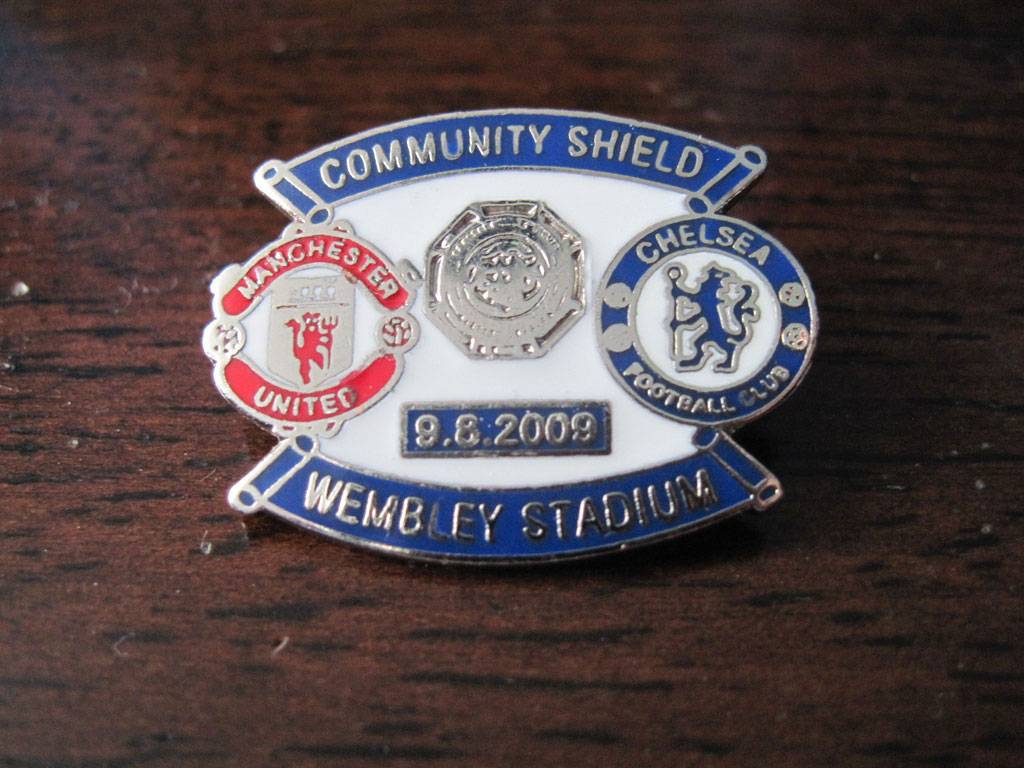 COMMUNITY SHIELD
MANCHESTER
UNITED
CHELSEA
FOOTBALL CLUB
9.8.2009
WEMBLEY STADIUM